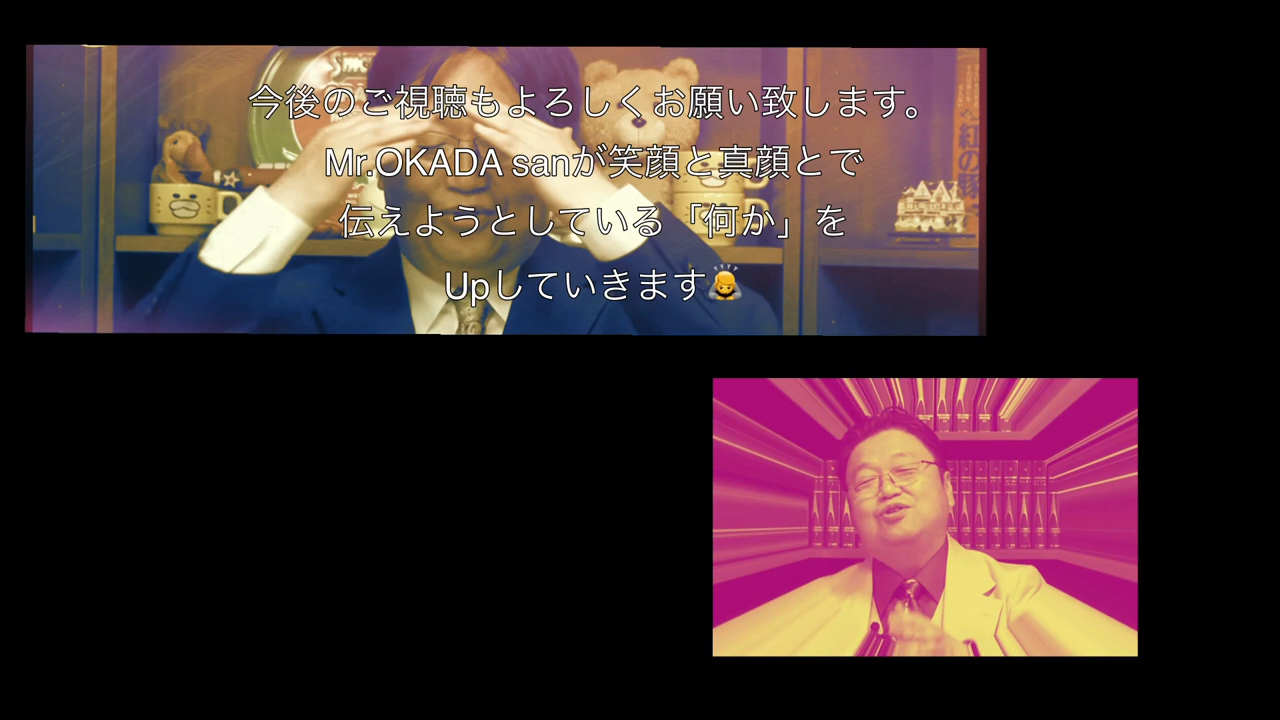 今後のご視聴もよろしくお願い致します。
Mr.OKADA sanが笑顔と真顔とで
伝えようとしている「何か」を
Upしていきます🙇
紅の